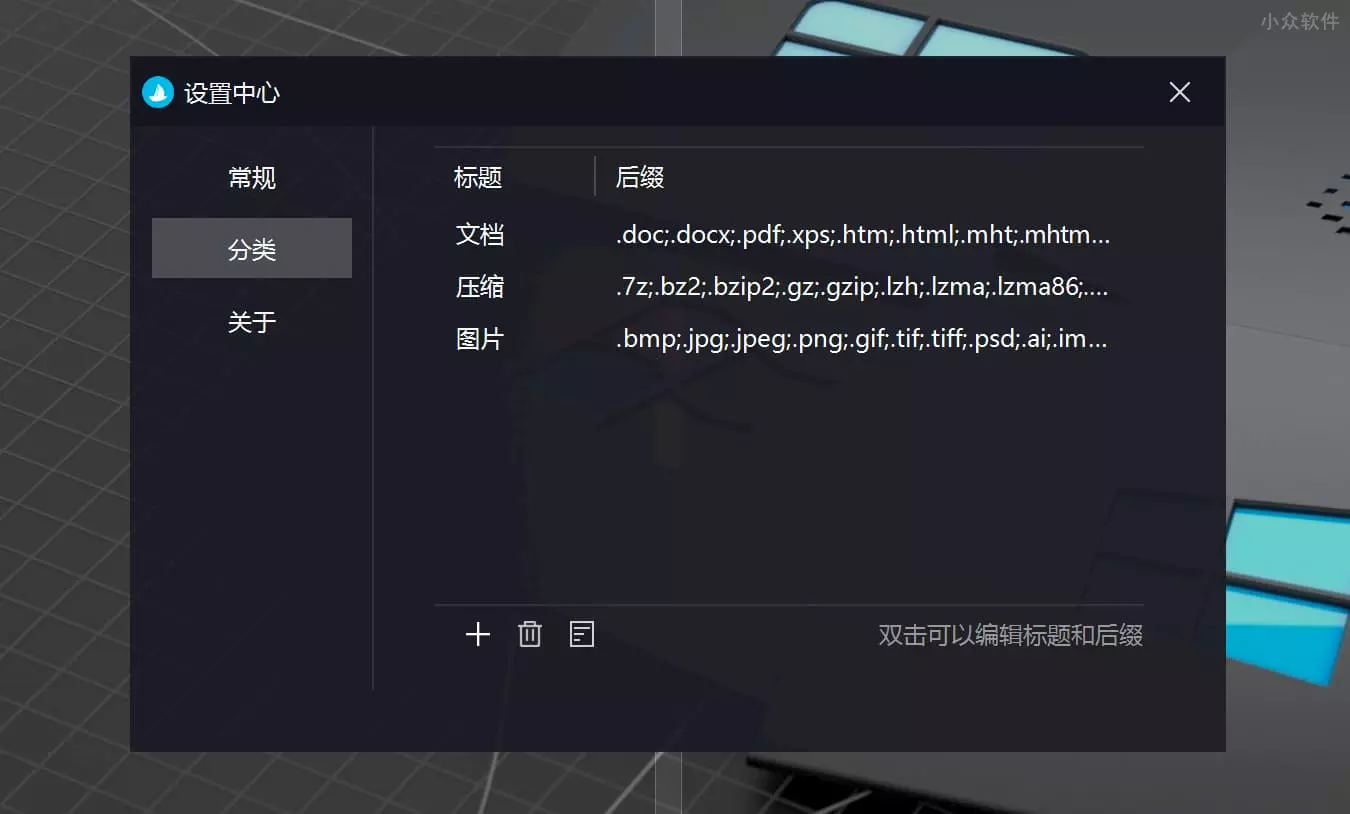 小众软件
设置中心
常规
分类
关于
标题 后缀
文档 .doc;.docx;.pdf;.xps;.htm;.html;.mht;.mhtm...
压缩 .7z;.bz2;.bzip2;.gz;.gzip;.lzh;.lzma;.lzma86;....
图片 .bmp;.jpg;.jpeg;.png;.gif;.tif;.tiff;.psd;.ai;.im...
双击可以编辑标题和后缀